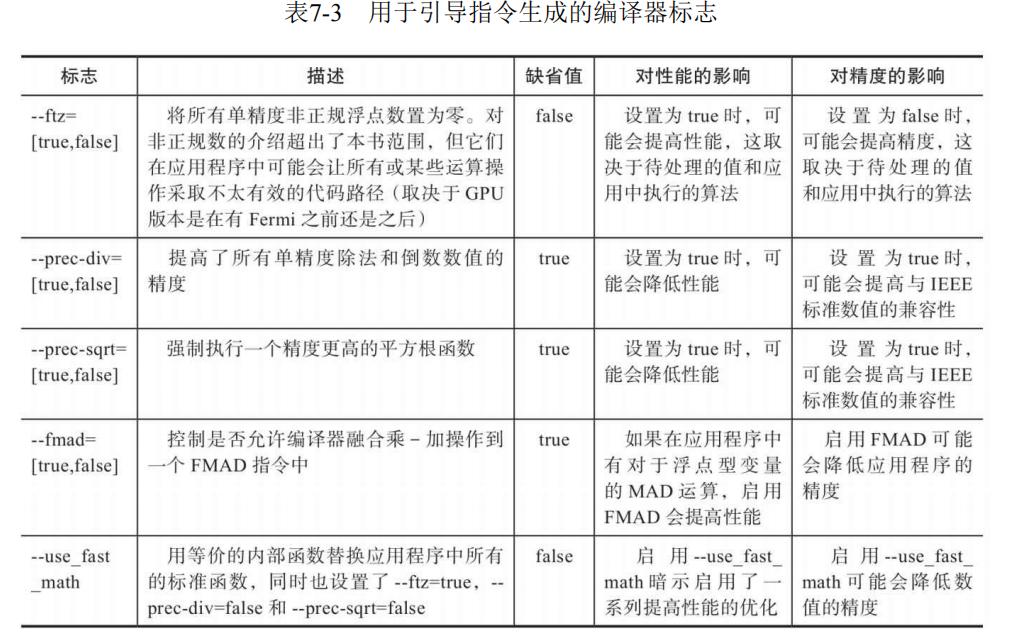 表7-3 用于引导指令生成的编译器标志
标志 描述 缺省值 对性能的影响 对精度的影响
--ftz=
[true,false]
将所有单精度非正规浮点数置为零。对
非正规数的介绍超出了本书范围，但它们
在应用程序中可能会让所有或某些运算操
作采取不太有效的代码路径（取决于 GPU
版本是在有 Fermi 之前还是之后）
false
设置为 true 时，可
能会提高性能，这取
决于待处理的值和应
用中执行的算法
设置为 false 时，
可能会提高精度，这
取决于待处理的值
和应用中执行的算法
--prec-div=
[true,false]
提高了所有单精度除法和倒数数值的
精度
true
设置为 true 时，可
能会降低性能
设置为 true 时，
可能会提高与 IEEE
标准数值的兼容性
--prec-sqrt=
[true,false]
强制执行一个精度更高的平方根函数
true
设置为 true 时，可
能会降低性能
设置为 true 时，
可能会提高与 IEEE
标准数值的兼容性
--fmad=
[true,false]
控制是否允许编译器融合乘－加操作到
一个 FMAD 指令中
true
如果在应用程序中
有对于浮点型变量
的 MAD 运算，启用
FMAD 会提高性能
启用 FMAD 可能
会降低应用程序的
精度
--use_fast
_math
用等价的内部函数替换应用程序中所有
的标准函数，同时也设置了 --ftz=true，--
prec-div=false 和 --prec-sqrt=false
false
启用 --use_fast_
math 暗示启用了一
系列提高性能的优化
启用 --use_fast_
math 可能会降低数
值的精度